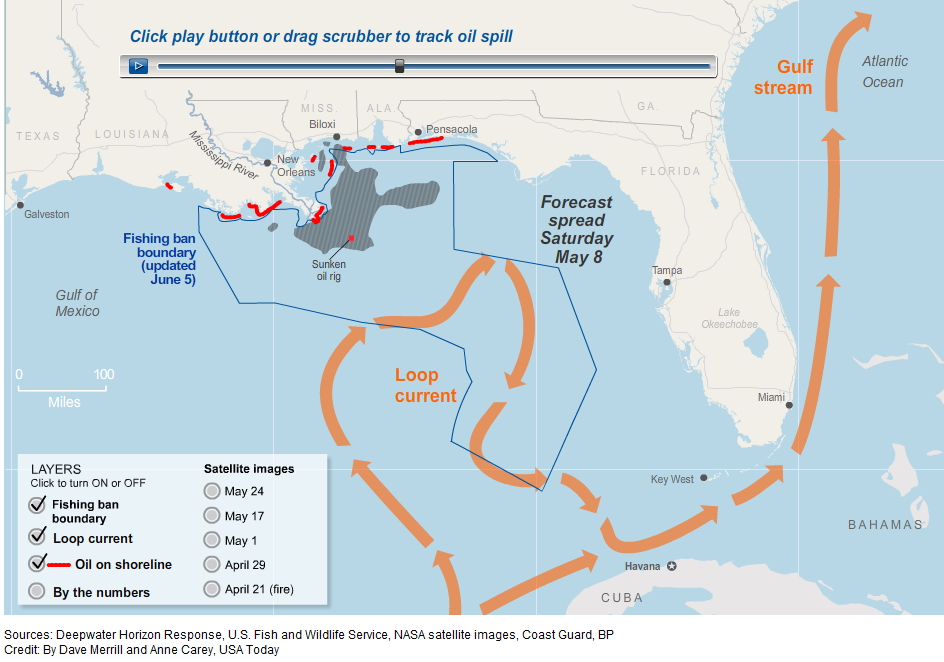 Click play button or drag scrubber to track oil spill
Gulf
stream
Atlantic
Ocean
MISS.
ALA.
GA.
TEXAS
LOUISIANA
Biloxi
Pensacola
Mississippi River
New
Orleans
FLORIDA
Galveston
Forecast
spread
Saturday
May 8
Fishing ban
boundary
(updated
June 5)
Sunken
oil rig
Tampa
Gulf of
Mexico
Lake
Okeechobee
0 100
Miles
Loop
current
Miami
Key West
BAHAMAS
Havana
CUBA
LAYERS
Click to turn ON or OFF
Fishing ban
boundary
Loop current
Oil on shoreline
By the numbers
Satellite images
May 24
May 17
May 1
April 29
April 21 (fire)
Sources: Deepwater Horizon Response, U.S. Fish and Wildlife Service, NASA satellite images, Coast Guard, BP
Credit: By Dave Merrill and Anne Carey, USA Today